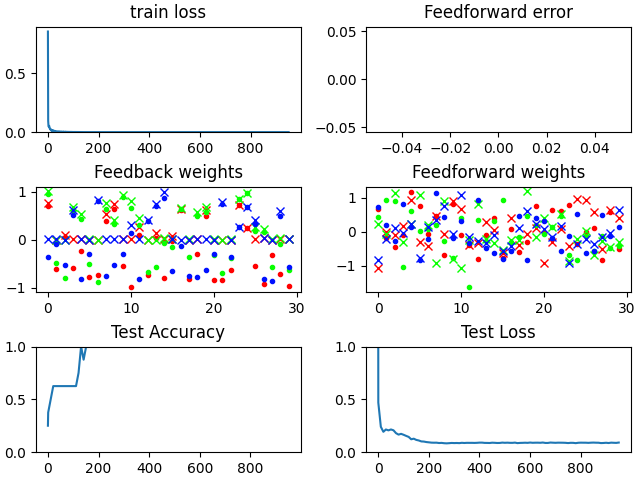 train loss
0.5
0.0
0 200 400 600 800
Feedforward error
0.05
0.00
−0.05
−0.04 −0.02 0.00 0.02 0.04
Feedback weights
1
0
−1
0 10 20 30
Feedforward weights
1
0
−1
0 10 20 30
Test Accuracy
1.0
0.5
0.0
0 200 400 600 800
Test Loss
1.0
0.5
0.0
0 200 400 600 800